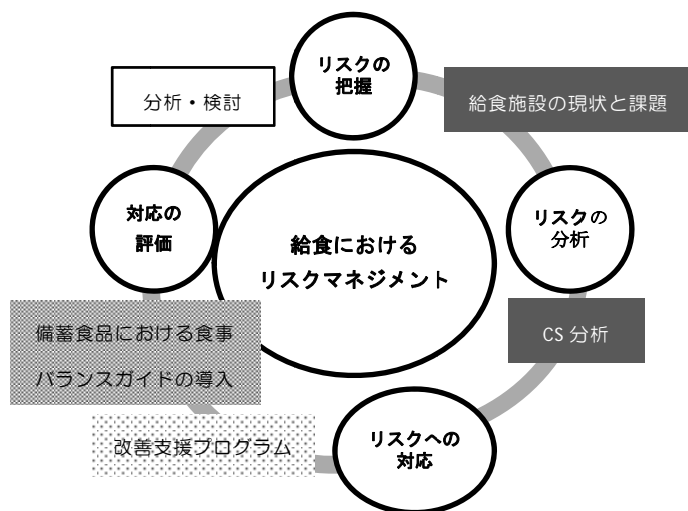 リスクの
把握
分析・検討
給食施設の現状と課題
対応の
評価
給食における
リスクマネジメント
リスクの
分析
備蓄食品における食事
バランスガイドの導入
CS 分析
改善支援プログラム
リスクへの
対応